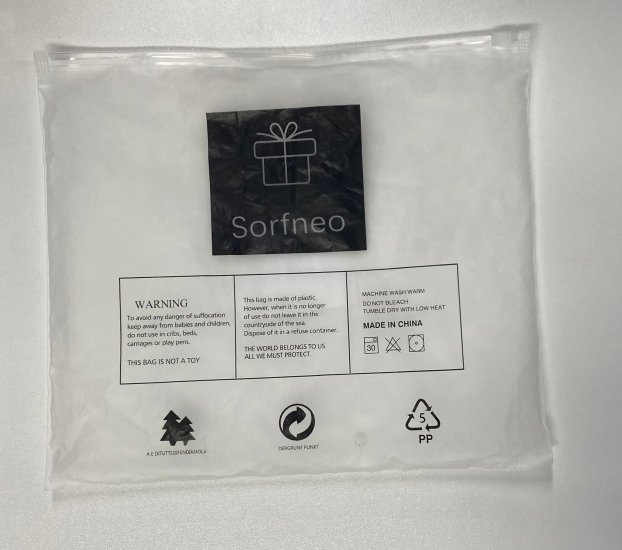 Sorfneo
WARNING
To avoid any danger of suffocation
keep away from babies and children,
do not use in cribs, beds,
carnages or play pens.
THIS BAG IS NOT A TOY
This bag is made of plastic.
However, when it is no longer
of use do not leave it in the
countryside of the sea.
Dispose of it in a refuse container.
THE WORLD BELONGS TO US
ALL WE MUST PROTECT.
MACHINE WASH WARM
DO NOT BLEACH
TUMBLE DRY WITH LOW HEAT
MADE IN CHINA
30
A E DITUTTIDIFENDIAMOLA
DERGRUNE PUNKT
5
PP